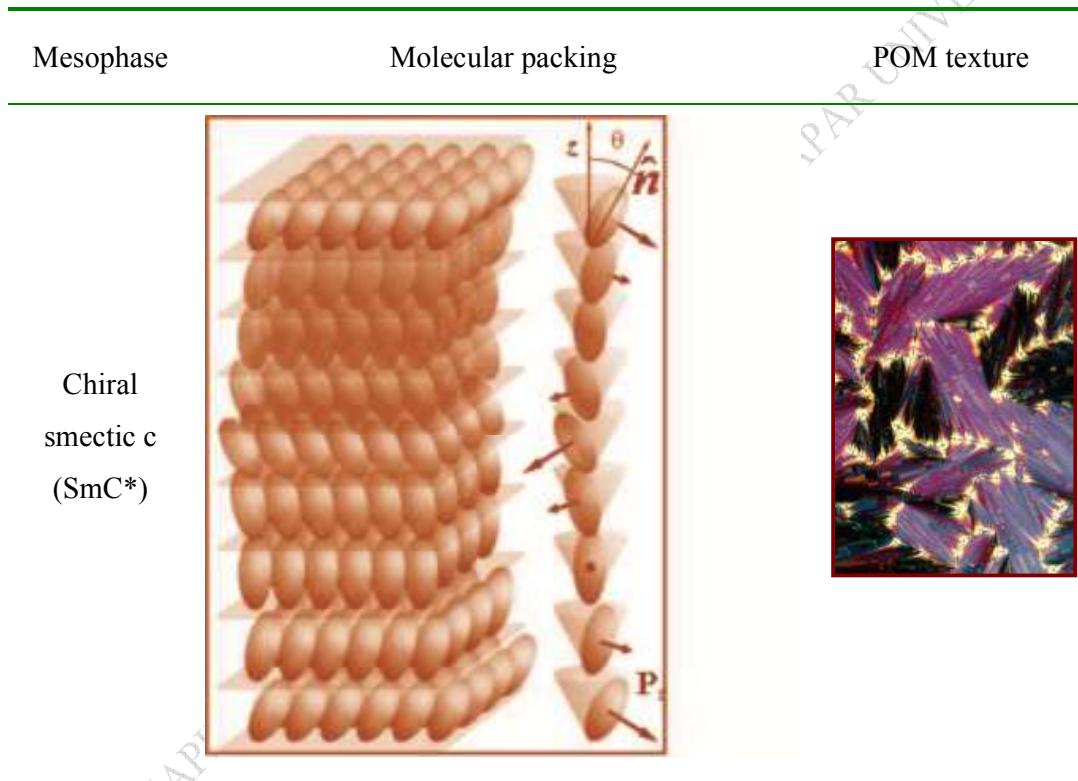 Mesophase Molecular packing POM texture
z θ
n̂
Chiral
smectic c
(SmC*)